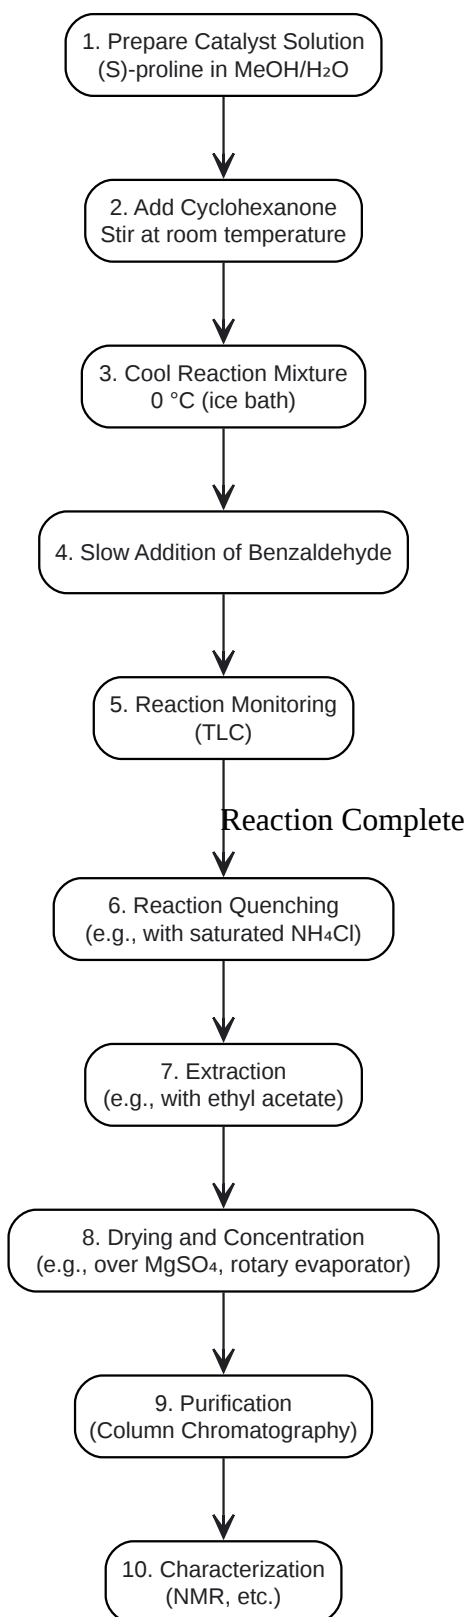 1. Prepare Catalyst Solution
(S)-proline in MeOH/H₂O
2. Add Cyclohexanone
Stir at room temperature
3. Cool Reaction Mixture
0 °C (ice bath)
4. Slow Addition of Benzaldehyde
5. Reaction Monitoring
(TLC)
Reaction Complete
6. Reaction Quenching
(e.g., with saturated NH₄Cl)
7. Extraction
(e.g., with ethyl acetate)
8. Drying and Concentration
(e.g., over MgSO₄, rotary evaporator)
9. Purification
(Column Chromatography)
10. Characterization
(NMR, etc.)